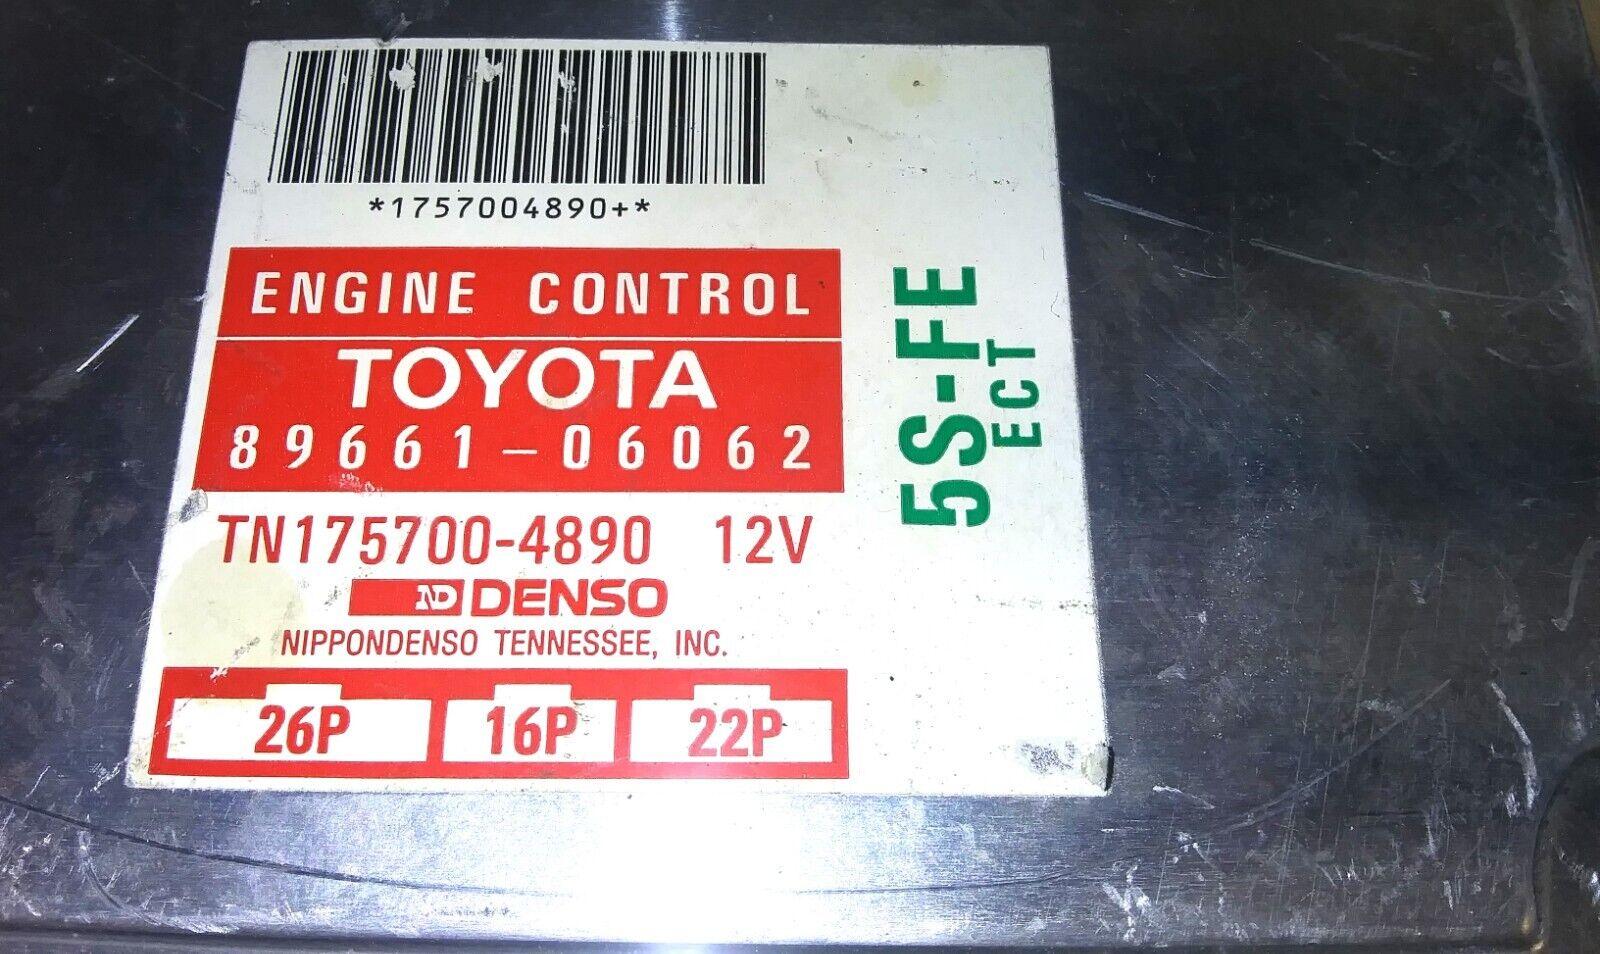 *1757004890+*
ENGINE CONTROL
TOYOTA
89661-06062
TN175700-4890 12V
ND DENSO
NIPPONDENSO TENNESSEE, INC.
26P 16P 22P
5S-FE
ECT